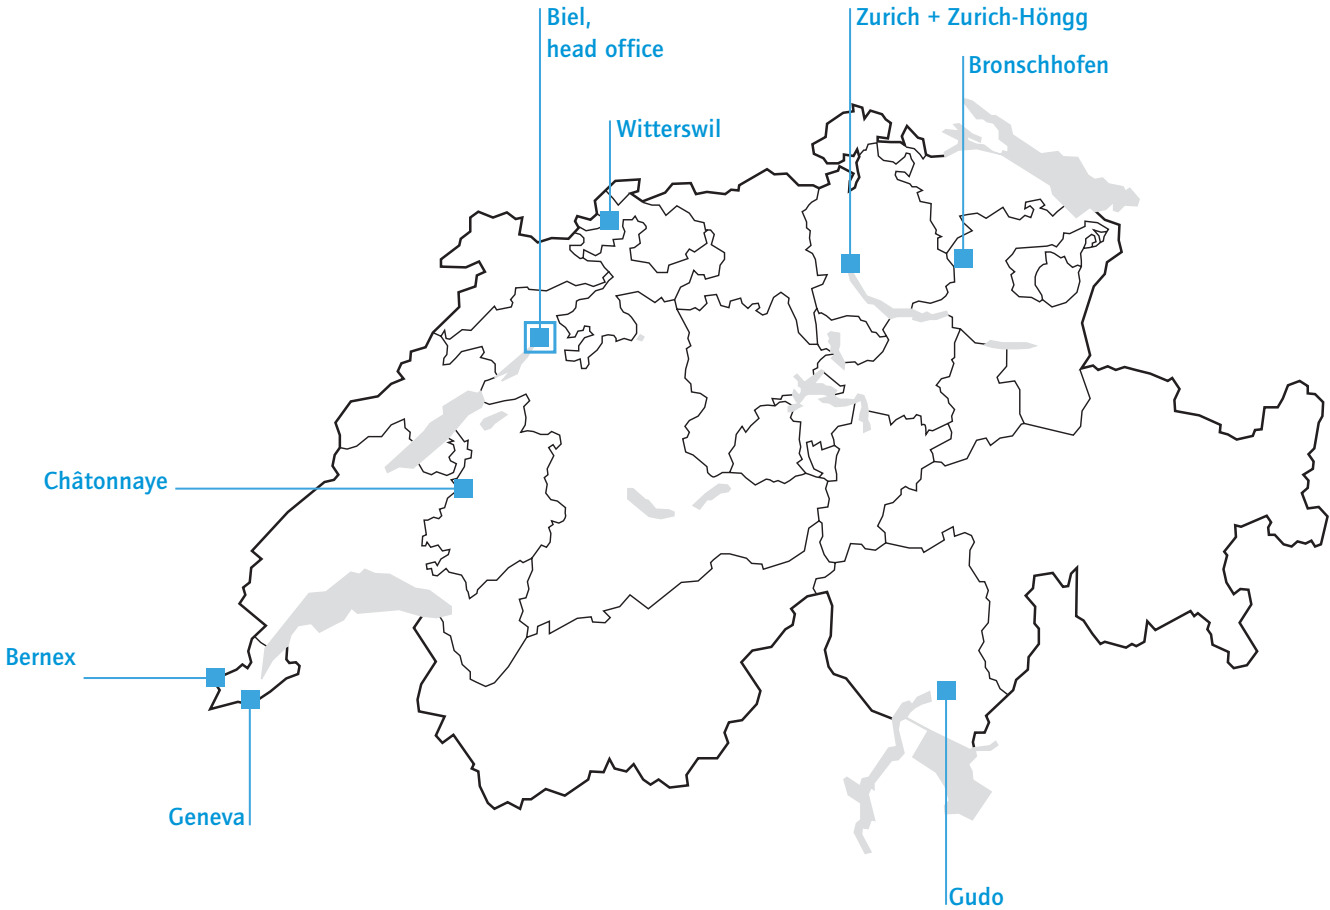 Biel,
head office
Zurich + Zurich-Höngg
Bronschhofen
Witterswil
Châtonnaye
Bernex
Geneva
Gudo